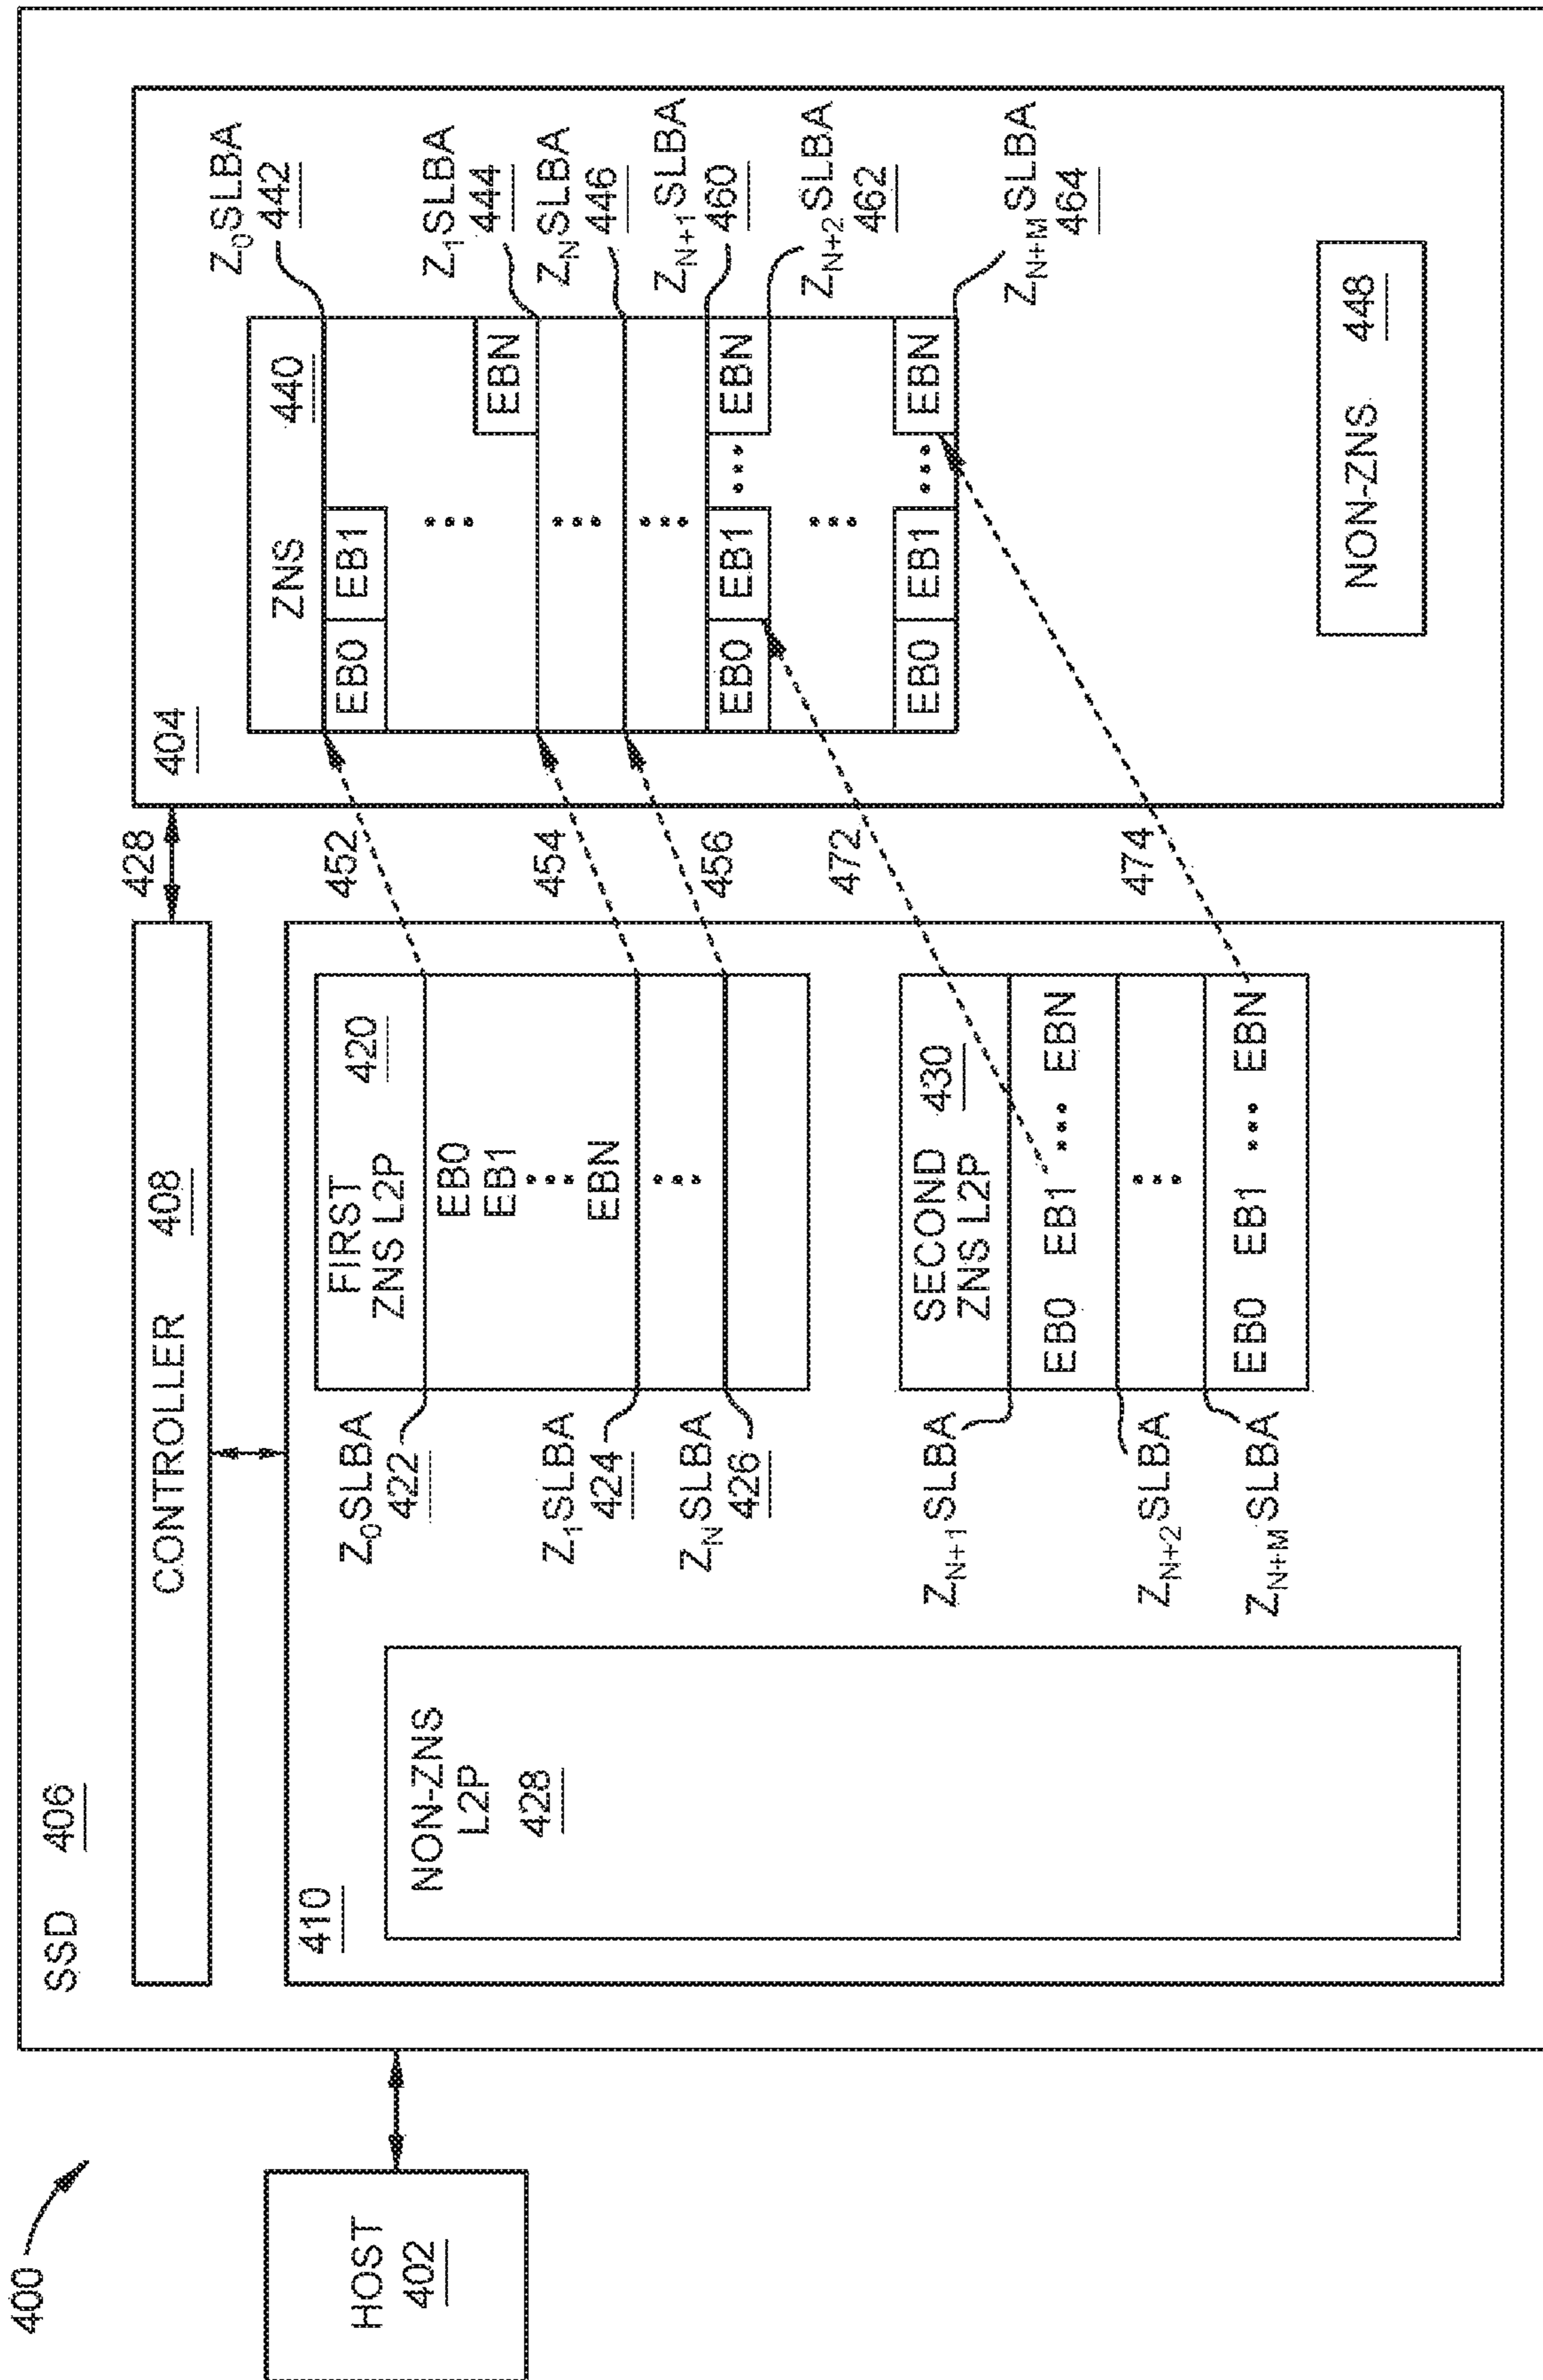 400
HOST
402
SSD 406
CONTROLLER 408
428
410
NON-ZNS
L2P
428
FIRST
ZNS L2P
420
Z0SLBA
422
EB0
EB1
EBN
Z1SLBA
424
ZNSLBA
426
SECOND
ZNS L2P
430
ZN+1SLBA
EB0 EB1 ... EBN
ZN+2SLBA
ZN+MSLBA
EB0 EB1 ... EBN
452
454
456
472
474
404
ZNS 440
Z0SLBA
442
EB0 EB1
EBN
Z1SLBA
444
ZNSLBA
446
ZN+1SLBA
460
EB0 EB1 ... EBN
ZN+2SLBA
462
EB0 EB1 ... EBN
ZN+MSLBA
464
NON-ZNS 448